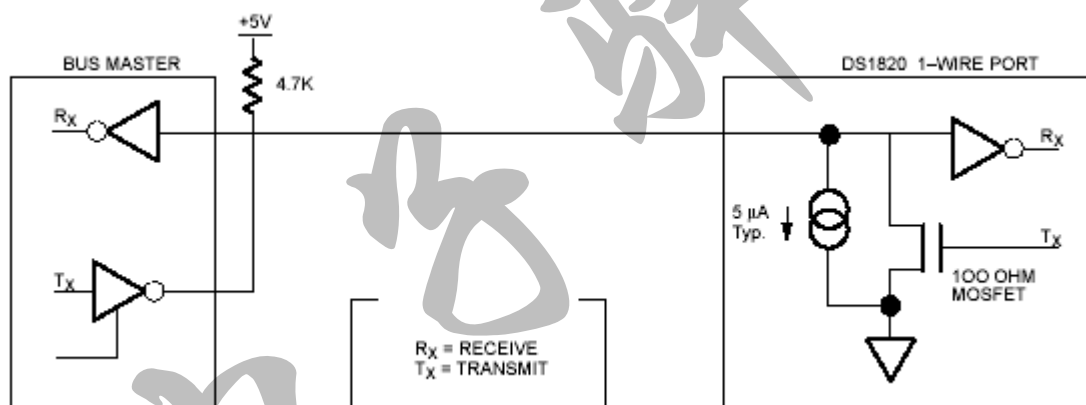 +5V
BUS MASTER
DS1820 1–WIRE PORT
4.7K
RX
RX
5 µA
Typ.
TX
TX
100 OHM
MOSFET
RX = RECEIVE
TX = TRANSMIT